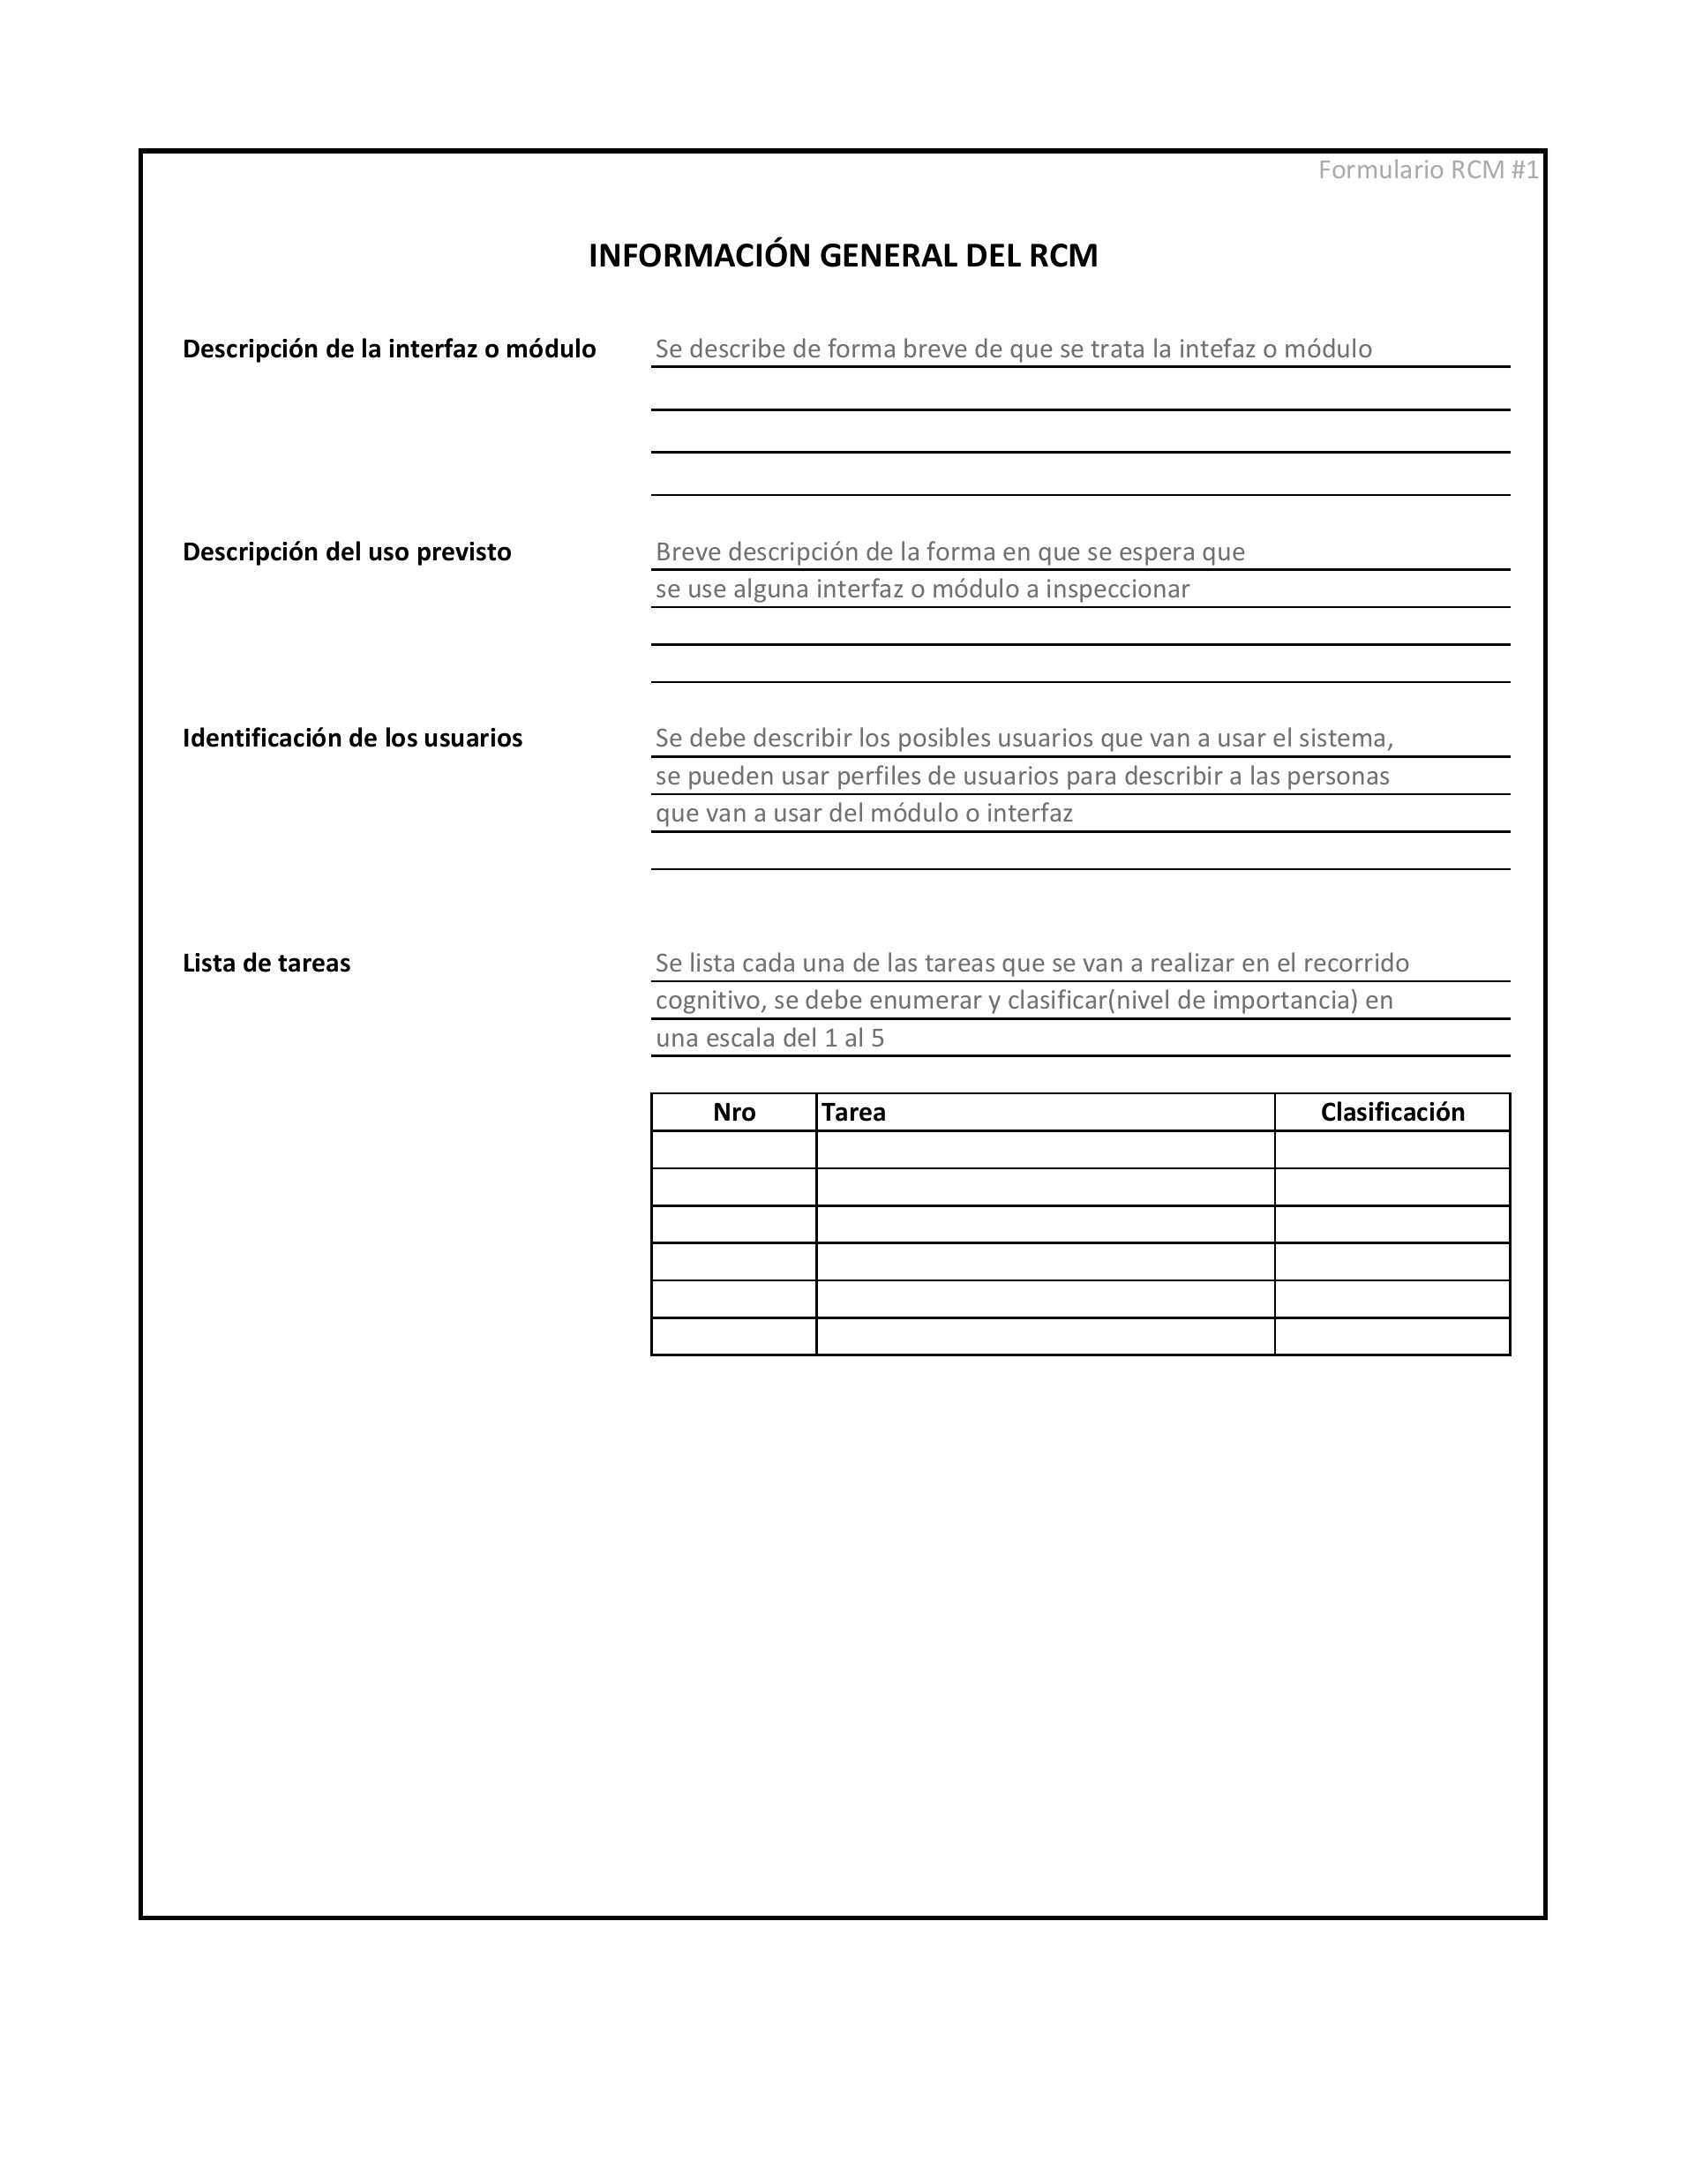 Formulario RCM #1
INFORMACIÓN GENERAL DEL RCM
Descripción de la interfaz o módulo
Se describe de forma breve de que se trata la intefaz o módulo
Descripción del uso previsto
Breve descripción de la forma en que se espera que
se use alguna interfaz o módulo a inspeccionar
Identificación de los usuarios
Se debe describir los posibles usuarios que van a usar el sistema,
se pueden usar perfiles de usuarios para describir a las personas
que van a usar del módulo o interfaz
Lista de tareas
Se lista cada una de las tareas que se van a realizar en el recorrido
cognitivo, se debe enumerar y clasificar(nivel de importancia) en
una escala del 1 al 5
Nro Tarea Clasificación